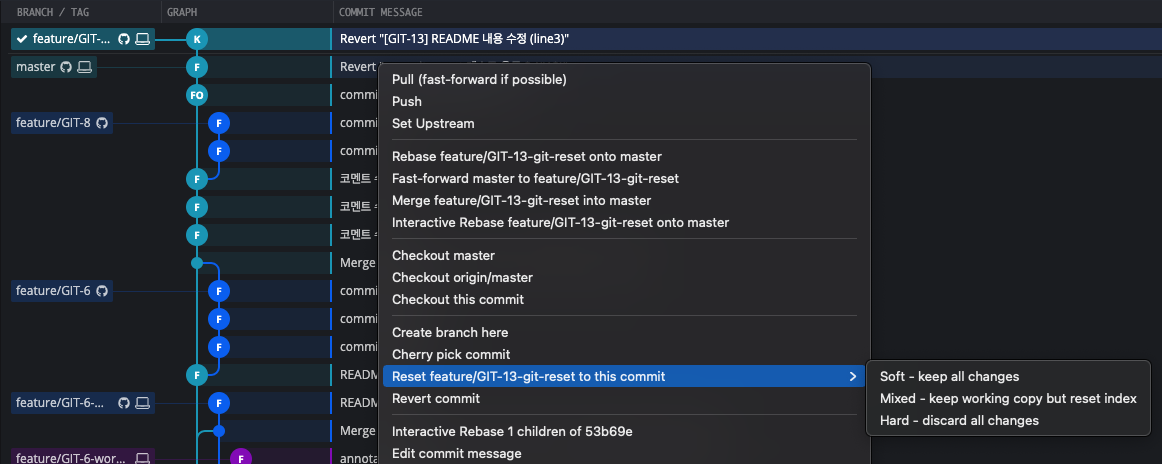 BRANCH / TAG GRAPH COMMIT MESSAGE
feature/GIT-... K Revert "[GIT-13] README 내용 수정 (line3)"
master F Revert
FO commi
feature/GIT-8 F commi
F commi
F 코멘트
F 코멘트
F 코멘트
Merge
feature/GIT-6 F commi
F commi
F commi
F READM
feature/GIT-6-... F READM
Merge
feature/GIT-6-wor... F annota
Pull (fast-forward if possible)
Push
Set Upstream
Rebase feature/GIT-13-git-reset onto master
Fast-forward master to feature/GIT-13-git-reset
Merge feature/GIT-13-git-reset into master
Interactive Rebase feature/GIT-13-git-reset onto master
Checkout master
Checkout origin/master
Checkout this commit
Create branch here
Cherry pick commit
Reset feature/GIT-13-git-reset to this commit
Revert commit
Interactive Rebase 1 children of 53b69e
Edit commit message
Soft - keep all changes
Mixed - keep working copy but reset index
Hard - discard all changes